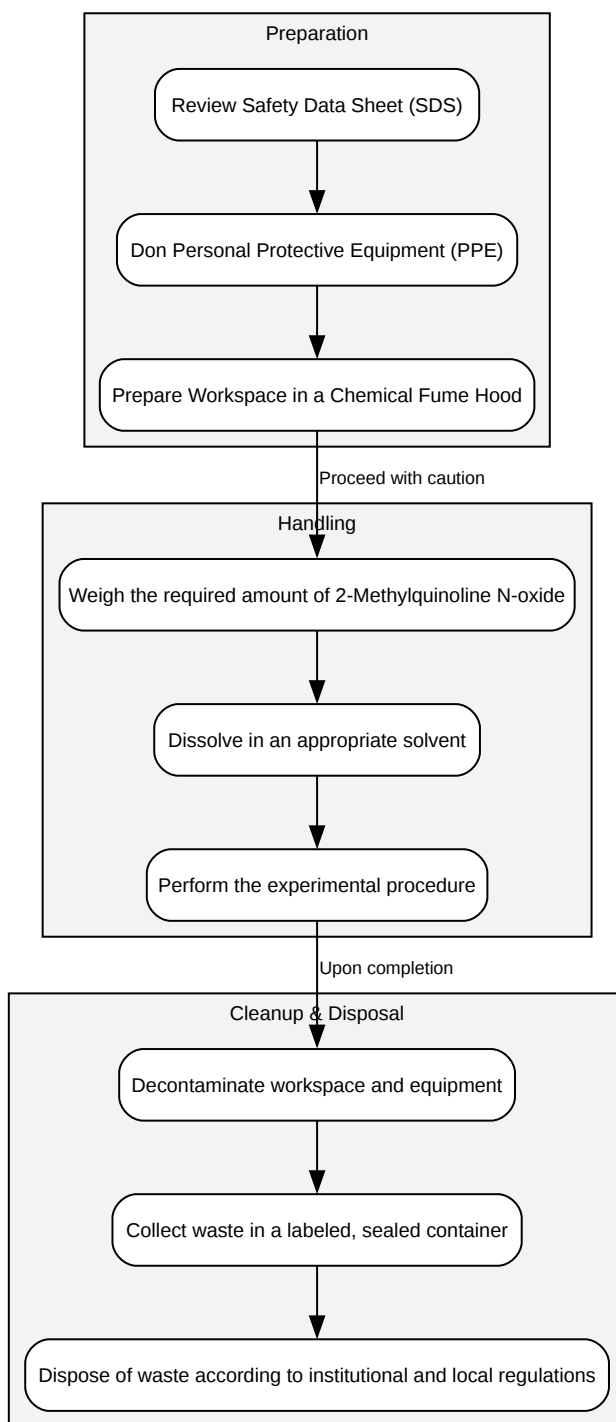 Preparation
Review Safety Data Sheet (SDS)
Don Personal Protective Equipment (PPE)
Prepare Workspace in a Chemical Fume Hood
Proceed with caution
Handling
Weigh the required amount of 2-Methylquinoline N-oxide
Dissolve in an appropriate solvent
Perform the experimental procedure
Upon completion
Cleanup & Disposal
Decontaminate workspace and equipment
Collect waste in a labeled, sealed container
Dispose of waste according to institutional and local regulations